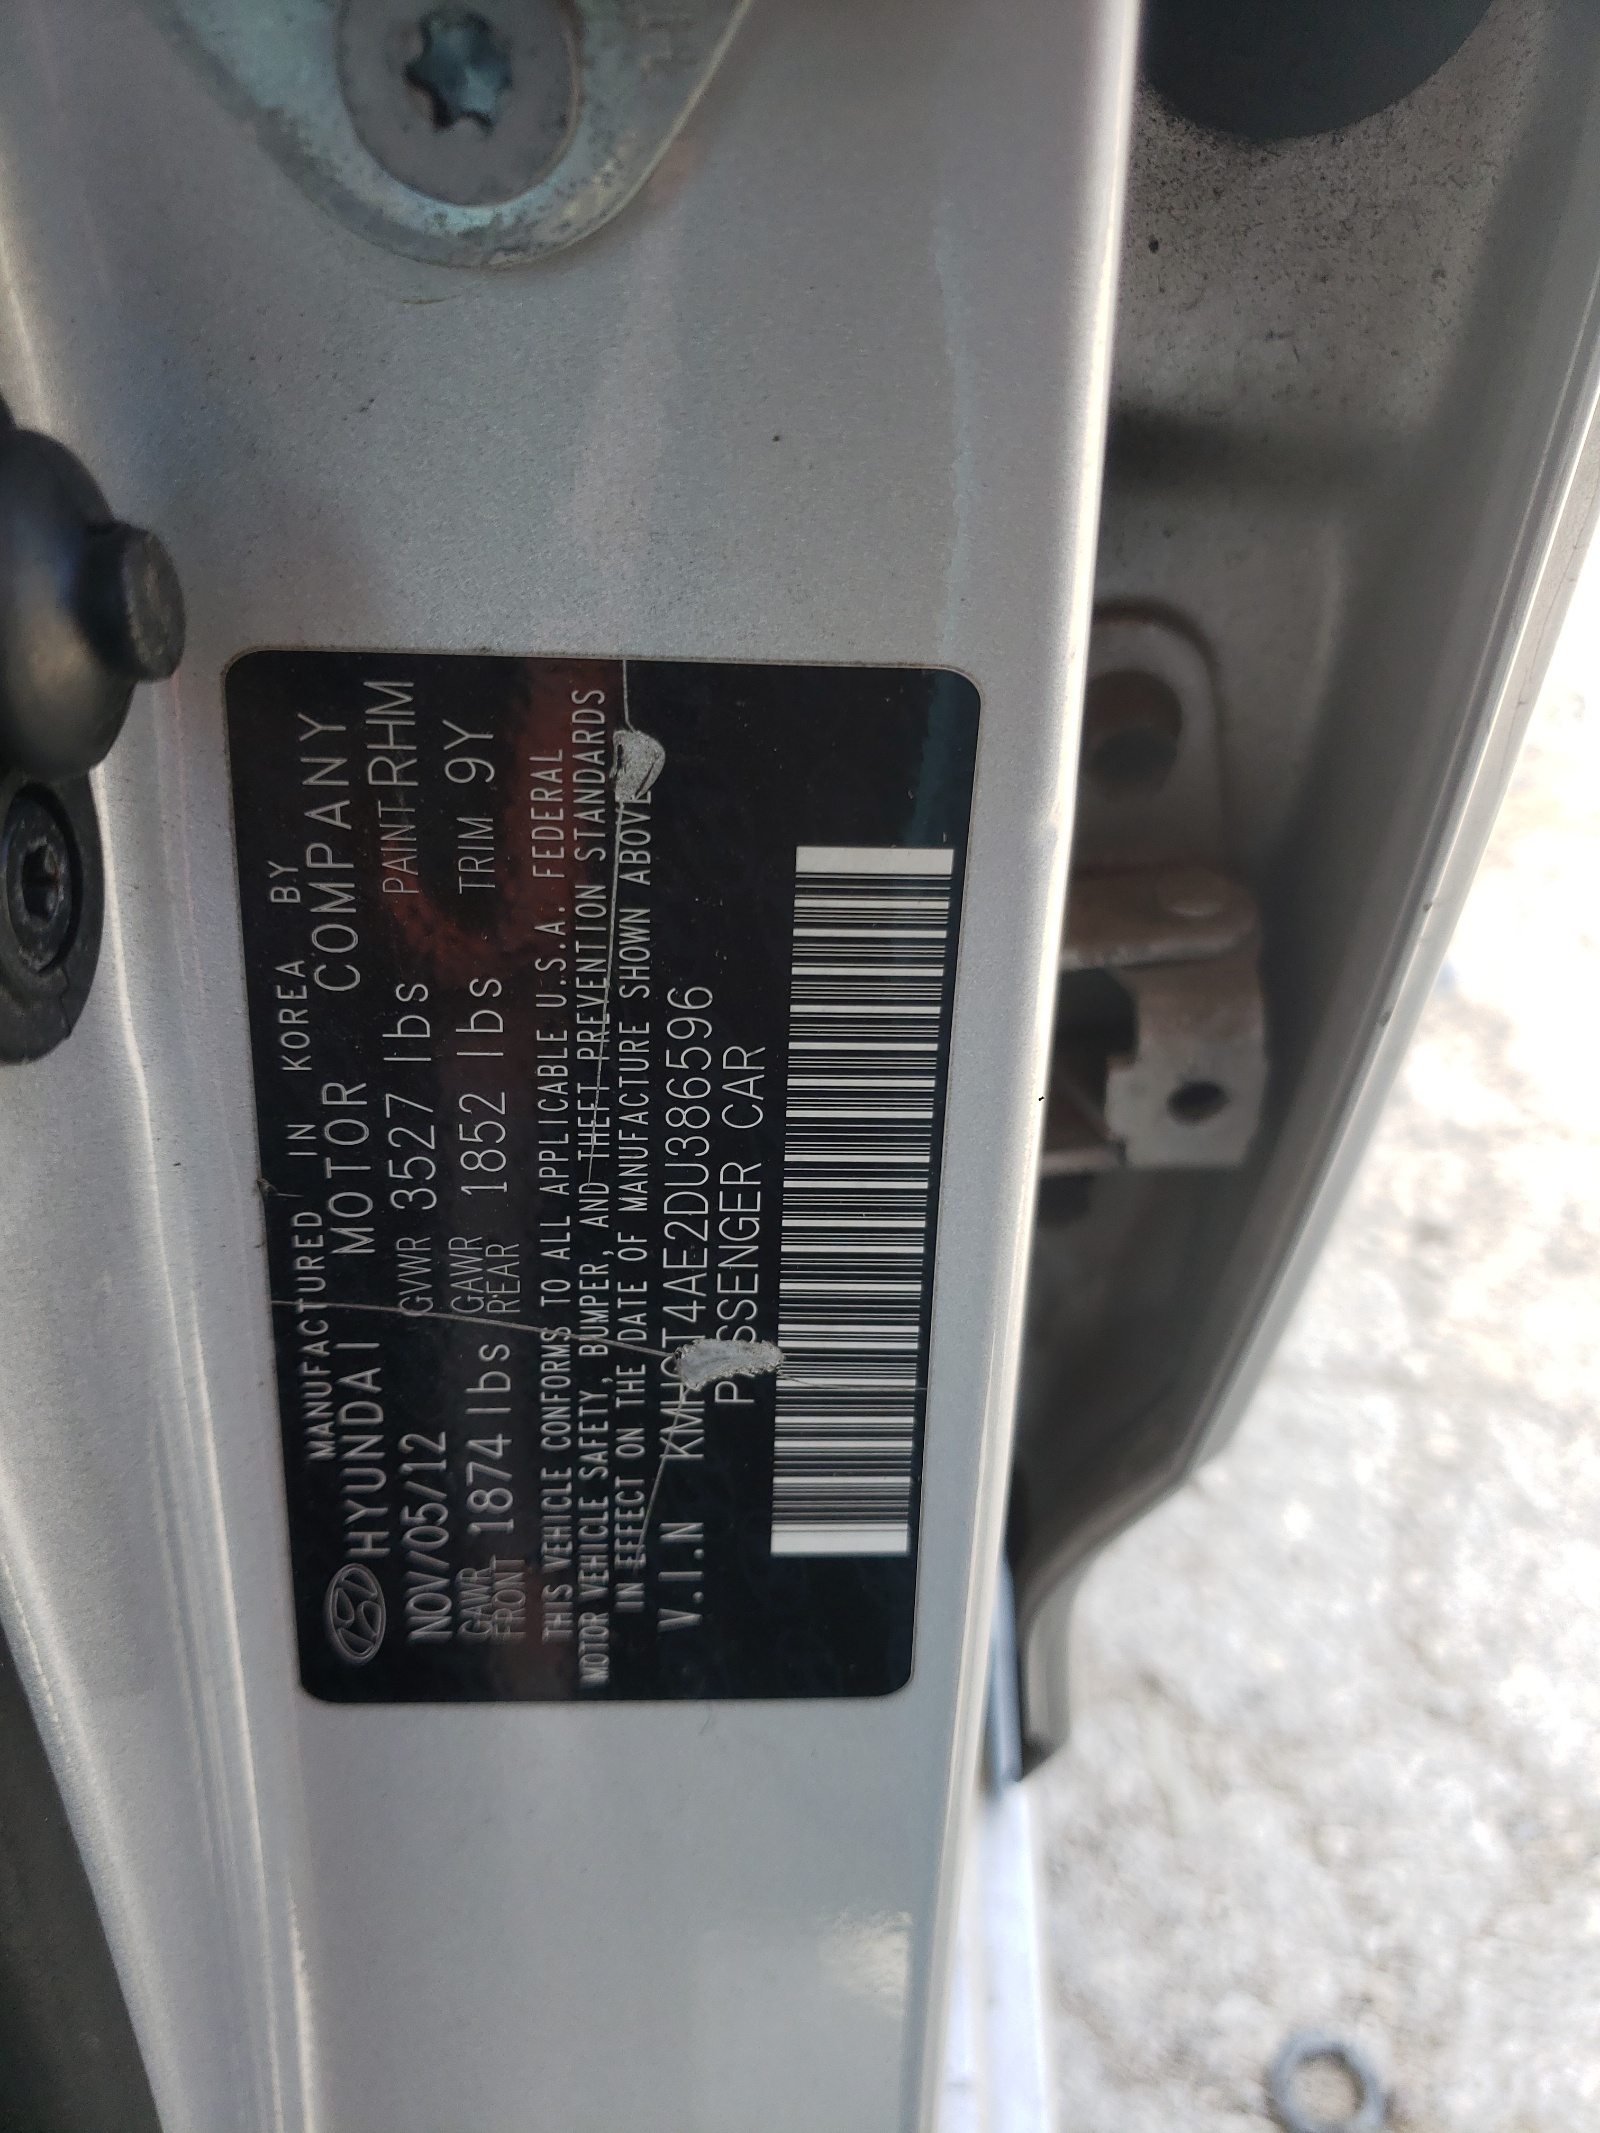 MANUFACTURED IN KOREA BY
HYUNDAI MOTOR COMPANY
NOV/05/12 GVWR 3527 lbs PAINT RHM
GAWR FRONT 1874 lbs GAWR REAR 1852 lbs TRIM 9Y
THIS VEHICLE CONFORMS TO ALL APPLICABLE U.S.A. FEDERAL
MOTOR VEHICLE SAFETY, BUMPER, AND THEFT PREVENTION STANDARDS
IN EFFECT ON THE DATE OF MANUFACTURE SHOWN ABOVE
V.I.N KMHCT4AE2DU386596
PASSENGER CAR